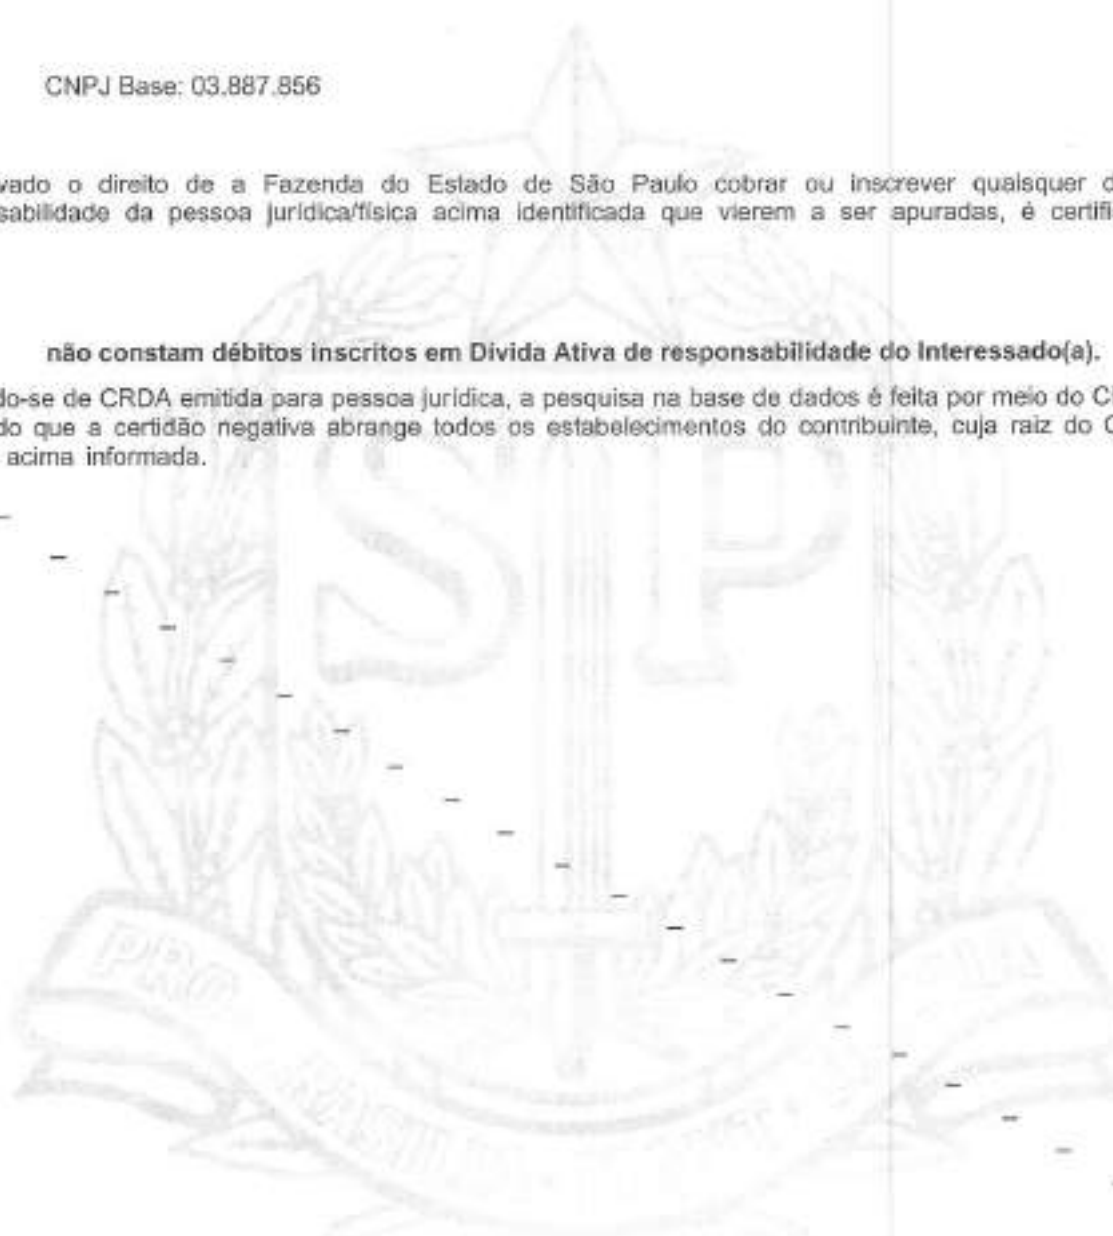 CNPJ Base: 03.887.856
vado o direito de a Fazenda do Estado de São Paulo cobrar ou inscrever quaisquer d
sabilidade da pessoa jurídica/física acima identificada que vierem a ser apuradas, é certifi
não constam débitos inscritos em Dívida Ativa de responsabilidade do Interessado(a).
do-se de CRDA emitida para pessoa jurídica, a pesquisa na base de dados é feita por meio do C
do que a certidão negativa abrange todos os estabelecimentos do contribuinte, cuja raiz do C
acima informada.
SP
PRO